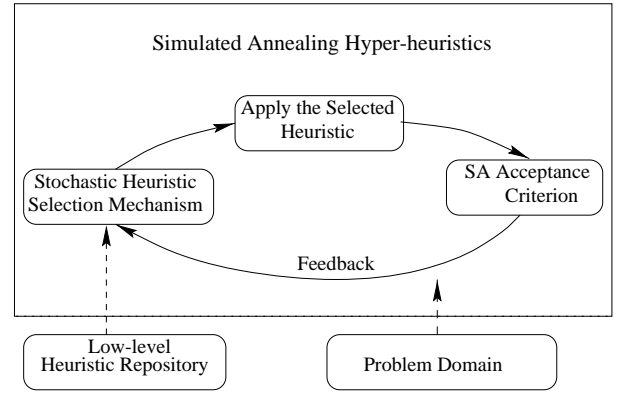 Simulated Annealing Hyper-heuristics
Apply the Selected
Heuristic
Stochastic Heuristic
Selection Mechanism
SA Acceptance
Criterion
Feedback
Low-level
Heuristic Repository
Problem Domain